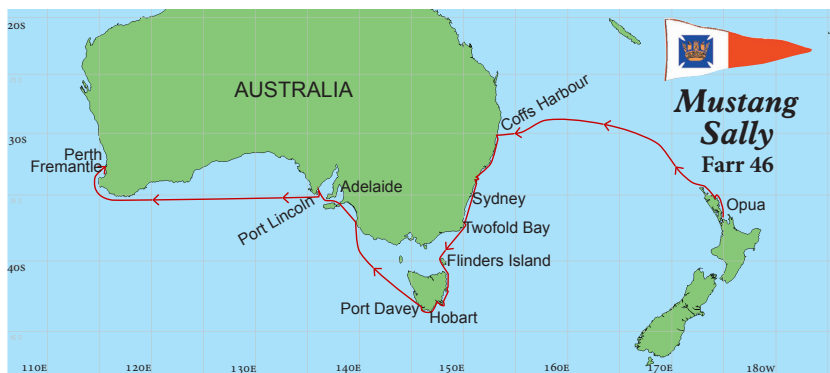 20S
AUSTRALIA
Mustang
Sally
Farr 46
Coffs Harbour
30S
Perth
Fremantle
Adelaide
Port Lincoln
Sydney
Opua
Twofold Bay
40S
Flinders Island
Port Davey
Hobart
110E
120E
130E
140E
150E
160E
170E
180W